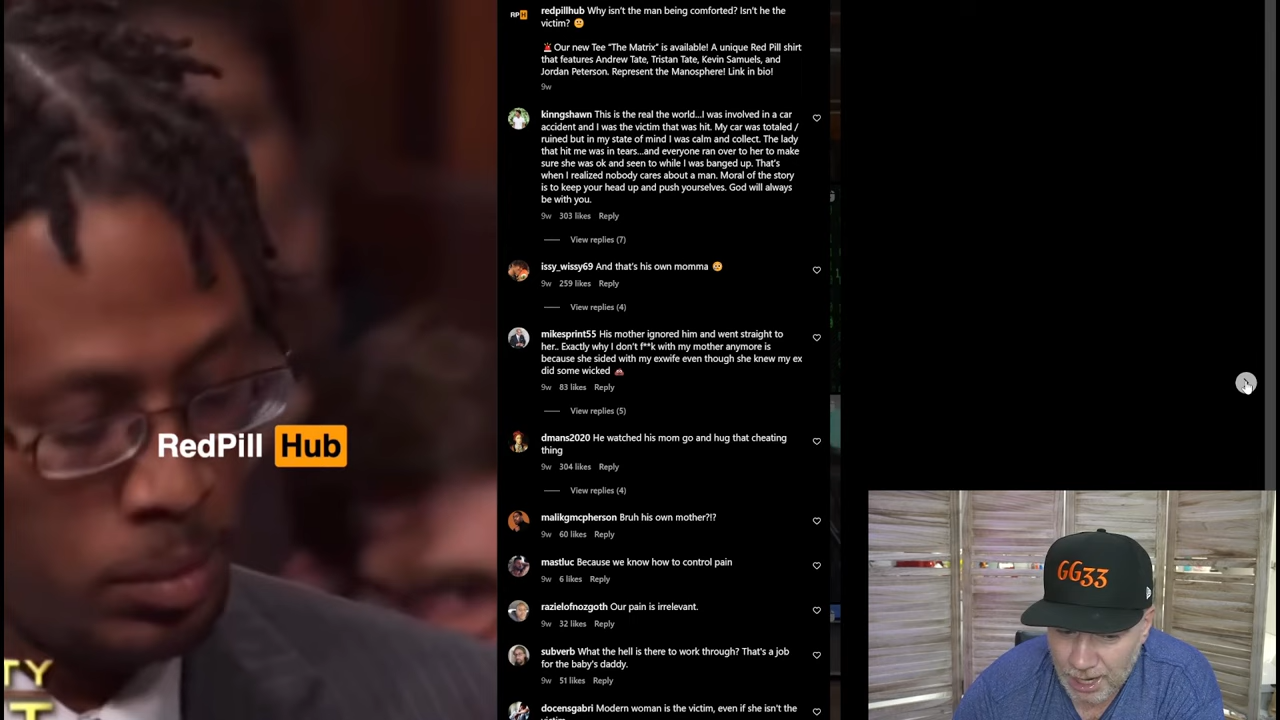 RedPill Hub
TY
T
RPH
redpillhub Why isn't the man being comforted? Isn't he the
victim? 😕
🚨Our new Tee "The Matrix" is available! A unique Red Pill shirt
that features Andrew Tate, Tristan Tate, Kevin Samuels, and
Jordan Peterson. Represent the Manosphere! Link in bio!
9w
kinngshawn This is the real the world...I was involved in a car
accident and I was the victim that was hit. My car was totaled /
ruined but in my state of mind I was calm and collect. The lady
that hit me was in tears...and everyone ran over to her to make
sure she was ok and seen to while I was banged up. That's
when I realized nobody cares about a man. Moral of the story
is to keep your head up and push yourselves. God will always
be with you.
9w 303 likes Reply
View replies (7)
issy_wissy69 And that's his own momma 😢
9w 259 likes Reply
View replies (4)
mikesprint55 His mother ignored him and went straight to
her.. Exactly why I don't f**k with my mother anymore is
because she sided with my exwife even though she knew my ex
did some wicked 💩
9w 83 likes Reply
View replies (5)
dmans2020 He watched his mom go and hug that cheating
thing
9w 304 likes Reply
View replies (4)
malikgmcpherson Bruh his own mother?!?
9w 60 likes Reply
mastluc Because we know how to control pain
9w 6 likes Reply
razielofnozgoth Our pain is irrelevant.
9w 32 likes Reply
subverb What the hell is there to work through? That's a job
for the baby's daddy.
9w 51 likes Reply
docensgabri Modern woman is the victim, even if she isn't the
victim
GG33